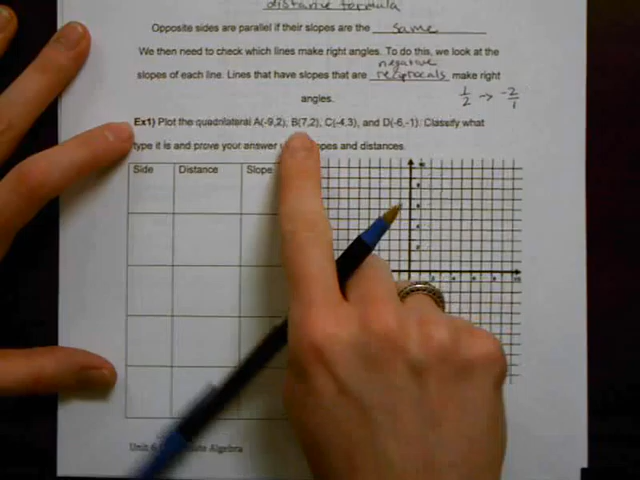 distance formula
Opposite sides are parallel if their slopes are the same
We then need to check which lines make right angles. To do this, we look at the
negative
slopes of each line. Lines that have slopes that are reciprocals make right
angles.
1/2 → -2/1
Ex1) Plot the quadrilateral A(-9,2), B(7,2), C(-4,3), and D(-6,-1). Classify what
type it is and prove your answer opes and distances.
Side Distance Slope
Unit 6 ate Algebra